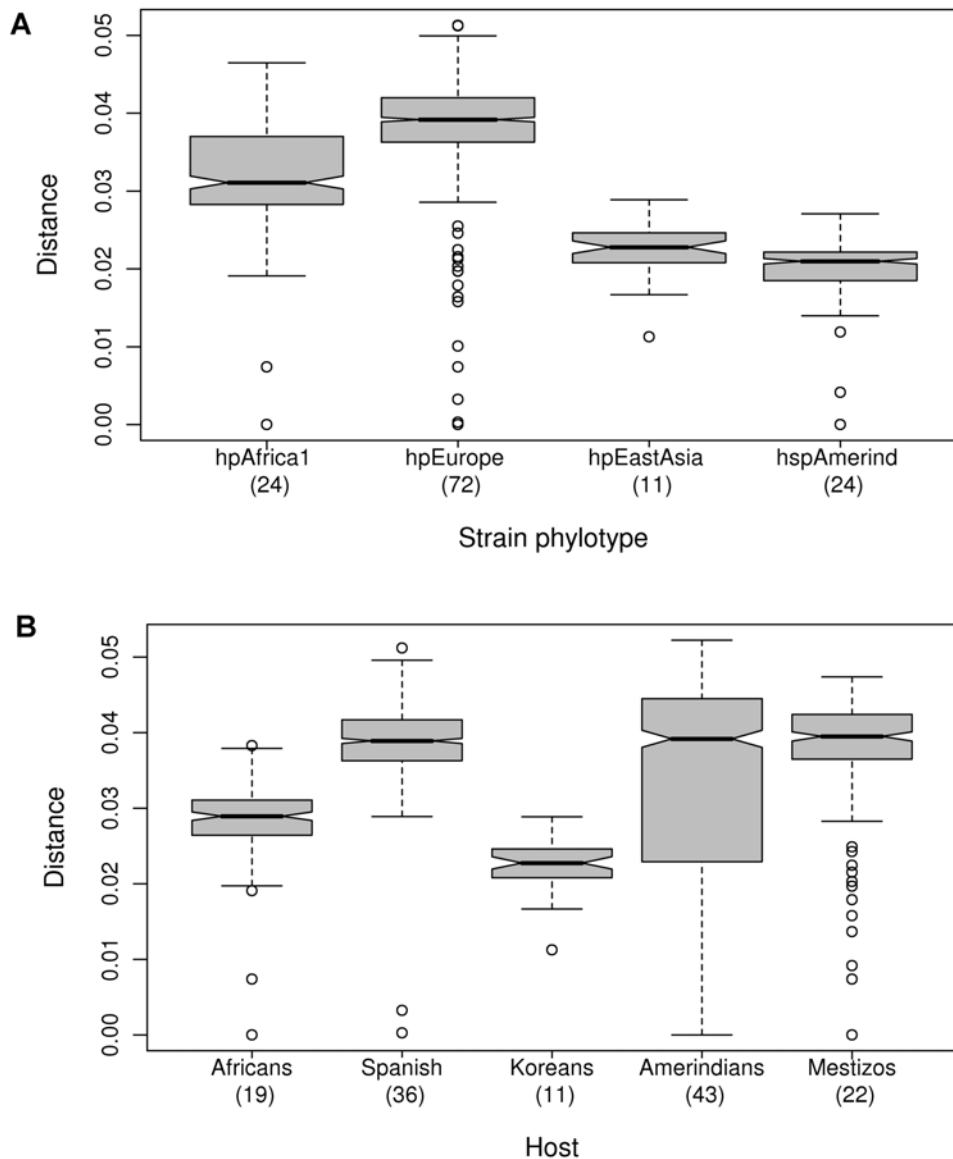 A
0.05
0.04
0.03
0.02
0.01
0.00
Distance
hpAfrica1 hpEurope hpEastAsia hspAmerind
(24) (72) (11) (24)
Strain phylotype
B
0.05
0.04
0.03
0.02
0.01
0.00
Distance
Africans Spanish Koreans Amerindians Mestizos
(19) (36) (11) (43) (22)
Host